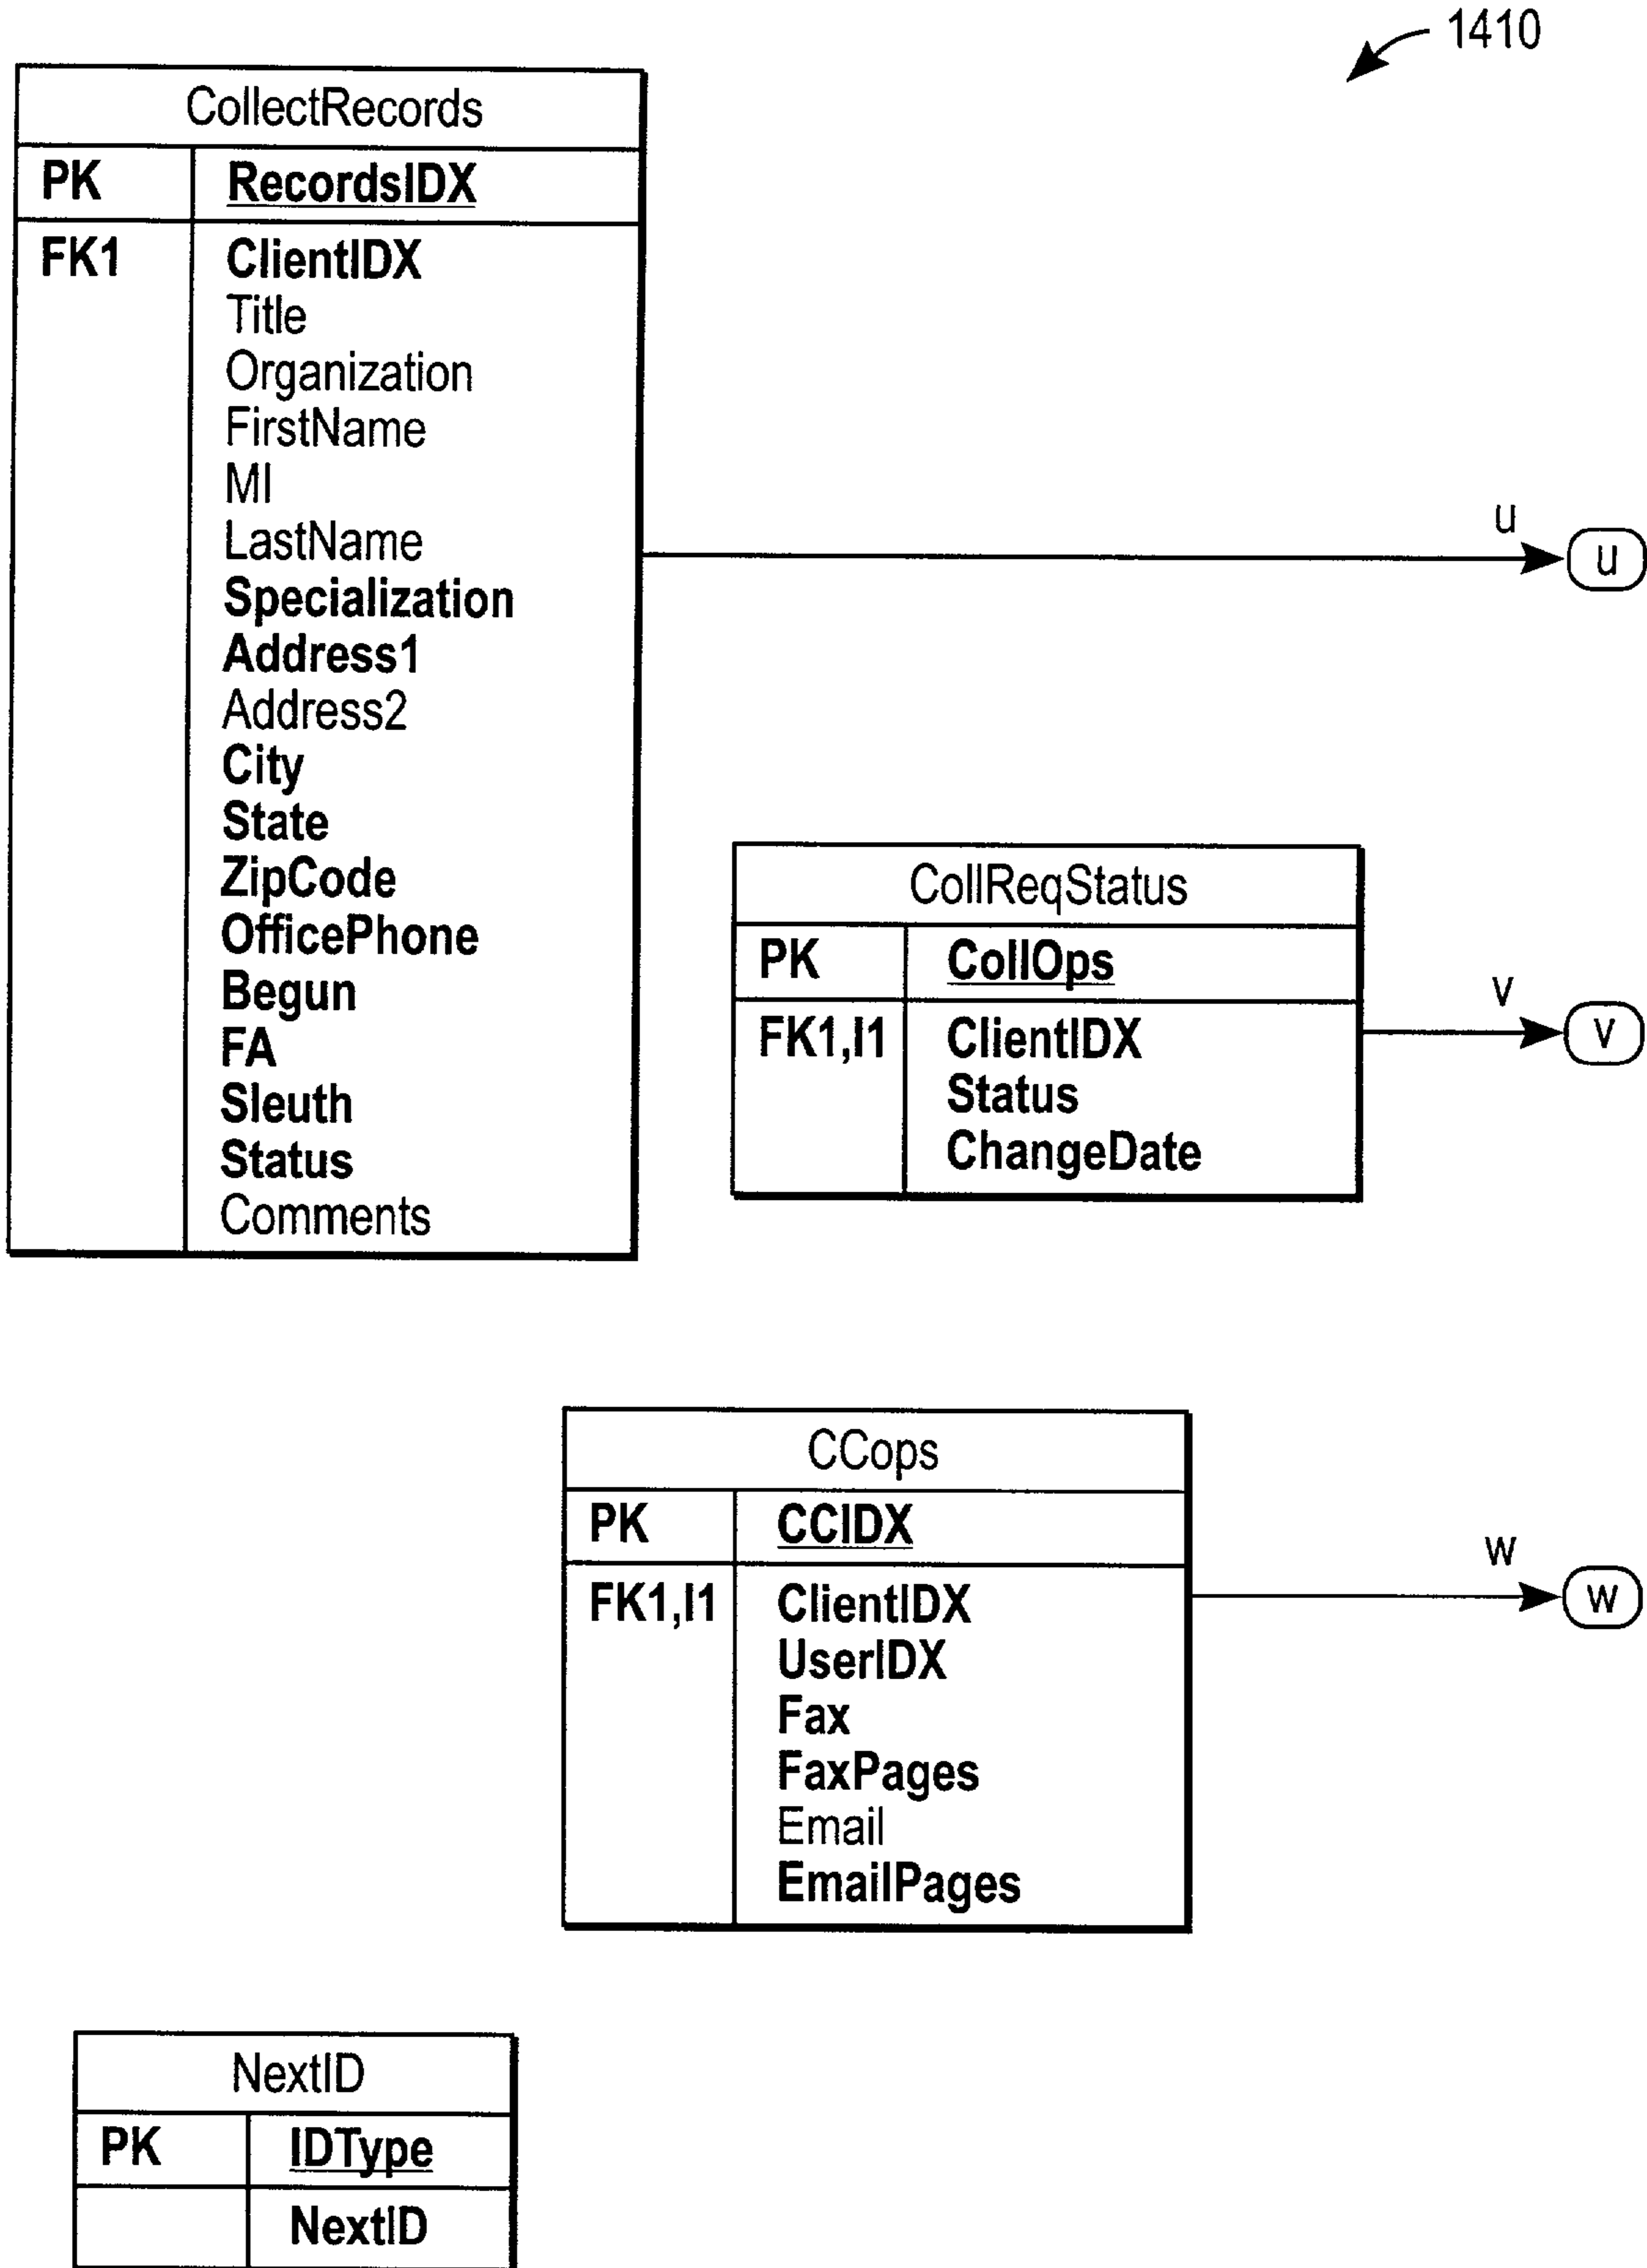 1410
CollectRecords
PK RecordsIDX
FK1 ClientIDX
Title
Organization
FirstName
MI
LastName
Specialization
Address1
Address2
City
State
ZipCode
OfficePhone
Begun
FA
Sleuth
Status
Comments
u
u
CollReqStatus
PK CollOps
FK1,I1 ClientIDX
Status
ChangeDate
v
v
CCops
PK CCIDX
FK1,I1 ClientIDX
UserIDX
Fax
FaxPages
Email
EmailPages
w
w
NextID
PK IDType
NextID